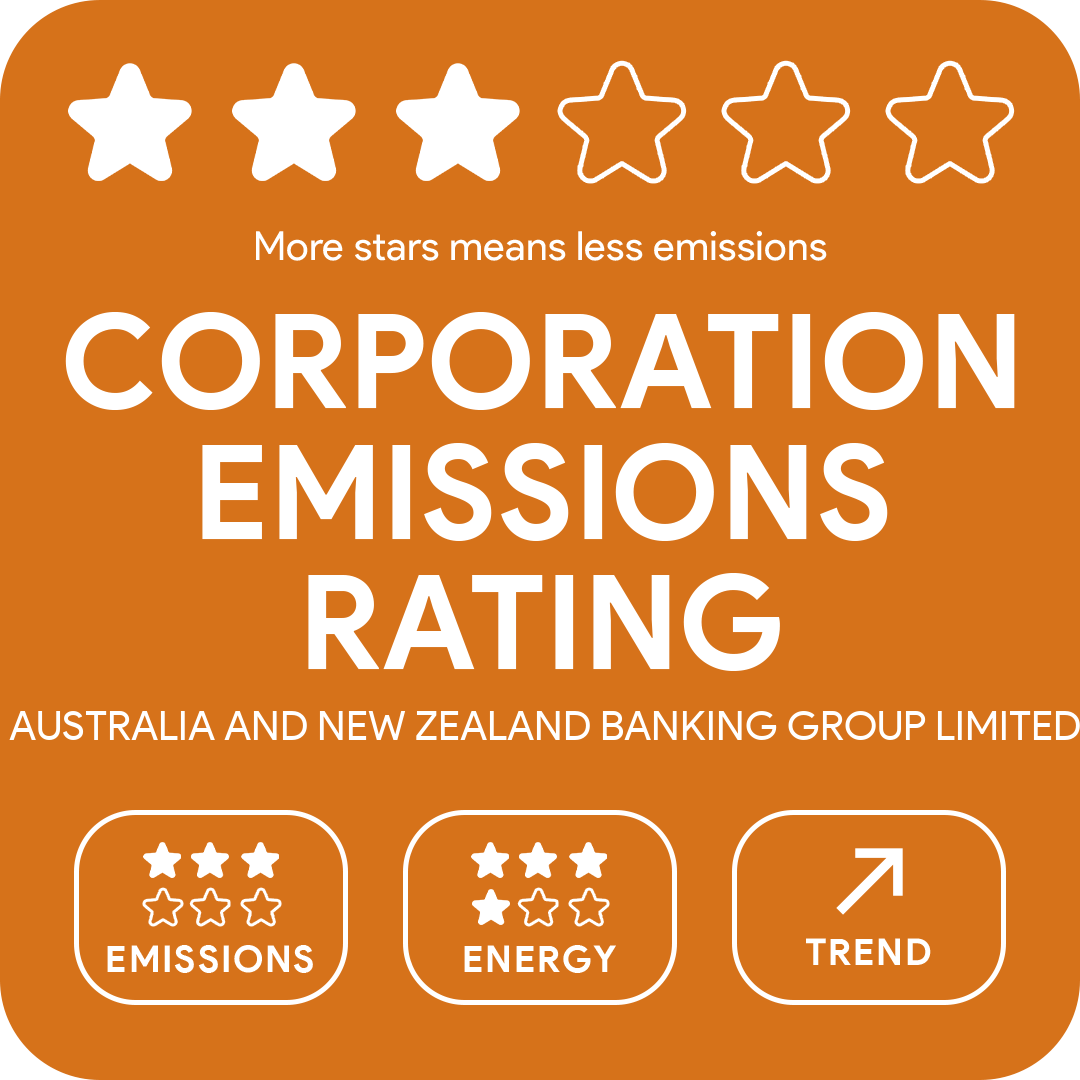 More stars means less emissions
CORPORATION
EMISSIONS
RATING
AUSTRALIA AND NEW ZEALAND BANKING GROUP LIMITED
EMISSIONS
ENERGY
TREND